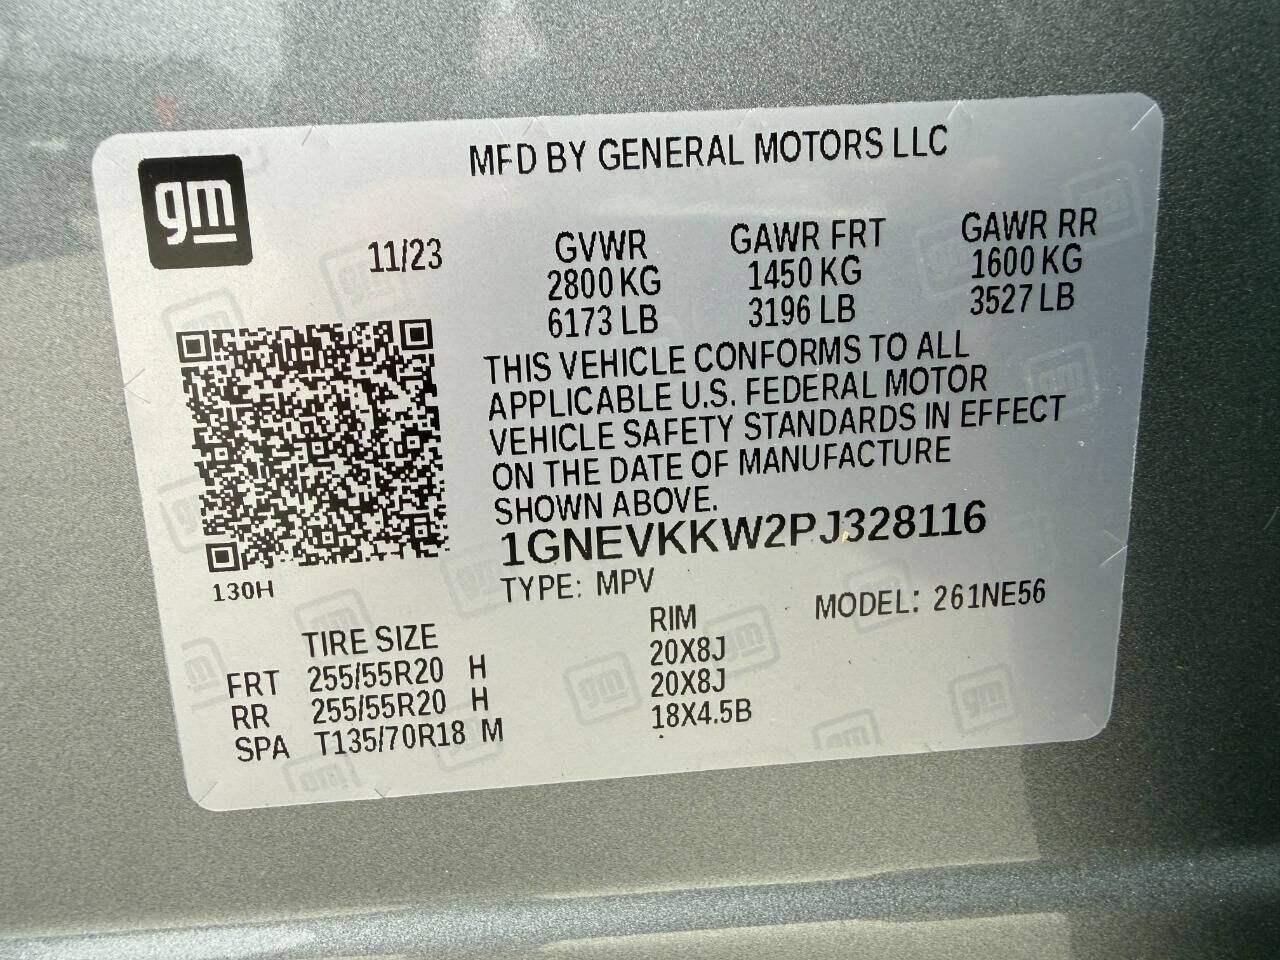 MFD BY GENERAL MOTORS LLC
gm
11/23 GVWR GAWR FRT GAWR RR
2800 KG 1450 KG 1600 KG
6173 LB 3196 LB 3527 LB
THIS VEHICLE CONFORMS TO ALL
APPLICABLE U.S. FEDERAL MOTOR
VEHICLE SAFETY STANDARDS IN EFFECT
ON THE DATE OF MANUFACTURE
SHOWN ABOVE.
1GNEVKKW2PJ328116
130H
TYPE: MPV MODEL: 261NE56
TIRE SIZE RIM
FRT 255/55R20 H 20X8J
RR 255/55R20 H 20X8J
SPA T135/70R18 M 18X4.5B